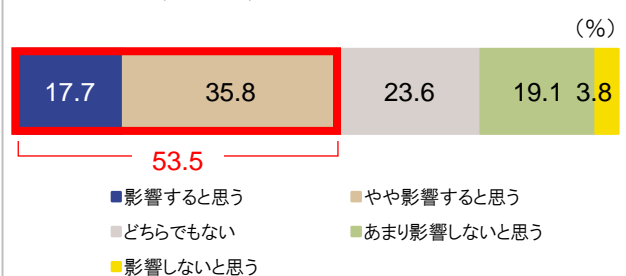 (%)
17.7 35.8 23.6 19.1 3.8
53.5
■影響すると思う ■やや影響すると思う
■どちらでもない ■あまり影響しないと思う
■影響しないと思う